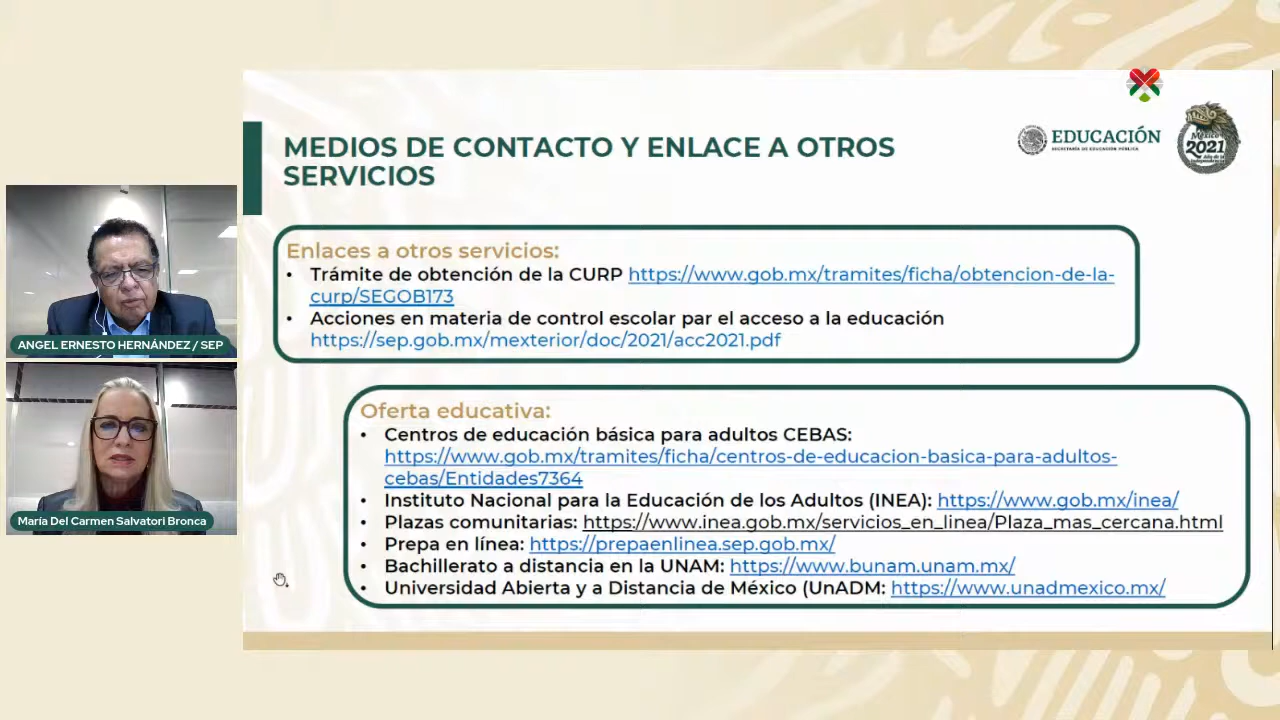 MEDIOS DE CONTACTO Y ENLACE A OTROS
SERVICIOS
EDUCACIÓN
SECRETARÍA DE EDUCACIÓN PÚBLICA
México
2021
Año de la
Independencia
Enlaces a otros servicios:
• Trámite de obtención de la CURP https://www.gob.mx/tramites/ficha/obtencion-de-la-
curp/SEGOB173
• Acciones en materia de control escolar par el acceso a la educación
https://sep.gob.mx/mexterior/doc/2021/acc2021.pdf
Oferta educativa:
• Centros de educación básica para adultos CEBAS:
https://www.gob.mx/tramites/ficha/centros-de-educacion-basica-para-adultos-
cebas/Entidades7364
• Instituto Nacional para la Educación de los Adultos (INEA): https://www.gob.mx/inea/
• Plazas comunitarias: https://www.inea.gob.mx/servicios_en_linea/Plaza_mas_cercana.html
• Prepa en línea: https://prepaenlinea.sep.gob.mx/
• Bachillerato a distancia en la UNAM: https://www.bunam.unam.mx/
• Universidad Abierta y a Distancia de México (UnADM: https://www.unadmexico.mx/
ANGEL ERNESTO HERNÁNDEZ / SEP
María Del Carmen Salvatori Bronca